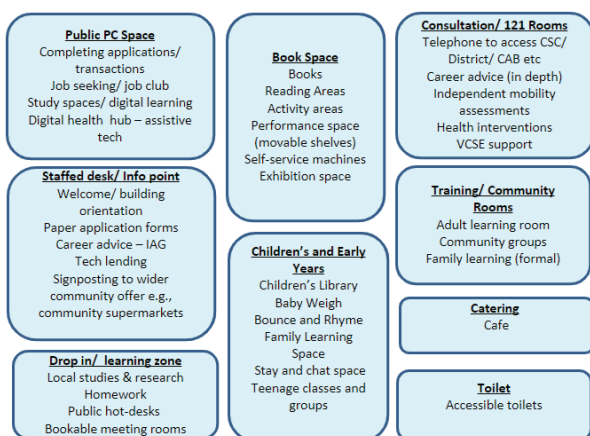 Public PC Space
Completing applications/
transactions
Job seeking/ job club
Study spaces/ digital learning
Digital health hub – assistive
tech
Staffed desk/ Info point
Welcome/ building
orientation
Paper application forms
Career advice – IAG
Tech lending
Signposting to wider
community offer e.g.,
community supermarkets
Drop in/ learning zone
Local studies & research
Homework
Public hot-desks
Bookable meeting rooms
Book Space
Books
Reading Areas
Activity areas
Performance space
(movable shelves)
Self-service machines
Exhibition space
Children's and Early
Years
Children's Library
Baby Weigh
Bounce and Rhyme
Family Learning
Space
Stay and chat space
Teenage classes and
groups
Consultation/ 121 Rooms
Telephone to access CSC/
District/ CAB etc
Career advice (in depth)
Independent mobility
assessments
Health interventions
VCSE support
Training/ Community
Rooms
Adult learning room
Community groups
Family learning (formal)
Catering
Cafe
Toilet
Accessible toilets